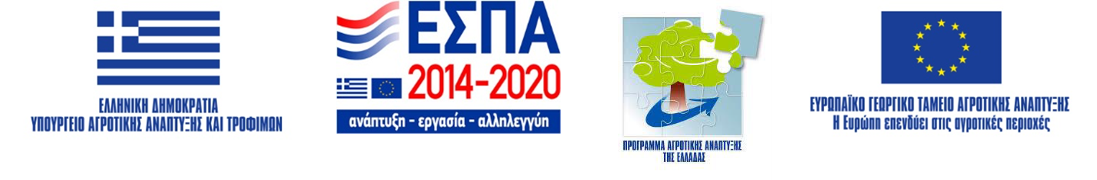 ΕΛΛΗΝΙΚΗ ΔΗΜΟΚΡΑΤΙΑ
ΥΠΟΥΡΓΕΙΟ ΑΓΡΟΤΙΚΗΣ ΑΝΑΠΤΥΞΗΣ ΚΑΙ ΤΡΟΦΙΜΩΝ
ΕΣΠΑ
2014-2020
ανάπτυξη - εργασία - αλληλεγγύη
ΠΡΟΓΡΑΜΜΑ ΑΓΡΟΤΙΚΗΣ ΑΝΑΠΤΥΞΗΣ
ΤΗΣ ΕΛΛΑΔΑΣ
ΕΥΡΩΠΑΪΚΟ ΓΕΩΡΓΙΚΟ ΤΑΜΕΙΟ ΑΓΡΟΤΙΚΗΣ ΑΝΑΠΤΥΞΗΣ
Η Ευρώπη επενδύει στις αγροτικές περιοχές